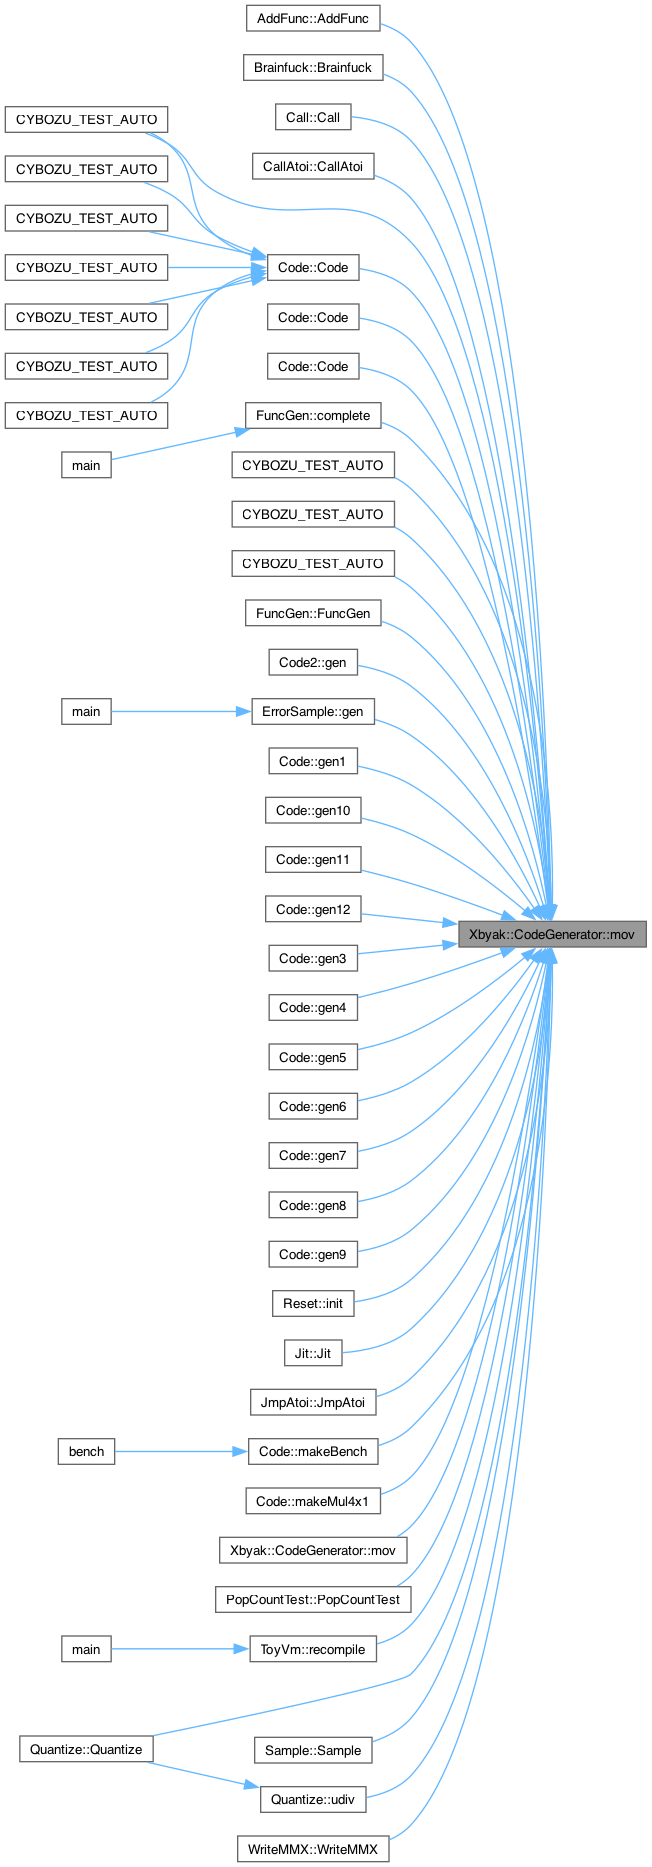 AddFunc::AddFunc
Brainfuck::Brainfuck
CYBOZU_TEST_AUTO
Call::Call
CYBOZU_TEST_AUTO
CallAtoi::CallAtoi
CYBOZU_TEST_AUTO
CYBOZU_TEST_AUTO
Code::Code
CYBOZU_TEST_AUTO
Code::Code
CYBOZU_TEST_AUTO
Code::Code
CYBOZU_TEST_AUTO
FuncGen::complete
main
CYBOZU_TEST_AUTO
CYBOZU_TEST_AUTO
CYBOZU_TEST_AUTO
FuncGen::FuncGen
Code2::gen
main
ErrorSample::gen
Code::gen1
Code::gen10
Code::gen11
Code::gen12
Xbyak::CodeGenerator::mov
Code::gen3
Code::gen4
Code::gen5
Code::gen6
Code::gen7
Code::gen8
Code::gen9
Reset::init
Jit::Jit
JmpAtoi::JmpAtoi
bench
Code::makeBench
Code::makeMul4x1
Xbyak::CodeGenerator::mov
PopCountTest::PopCountTest
main
ToyVm::recompile
Quantize::Quantize
Sample::Sample
Quantize::udiv
WriteMMX::WriteMMX